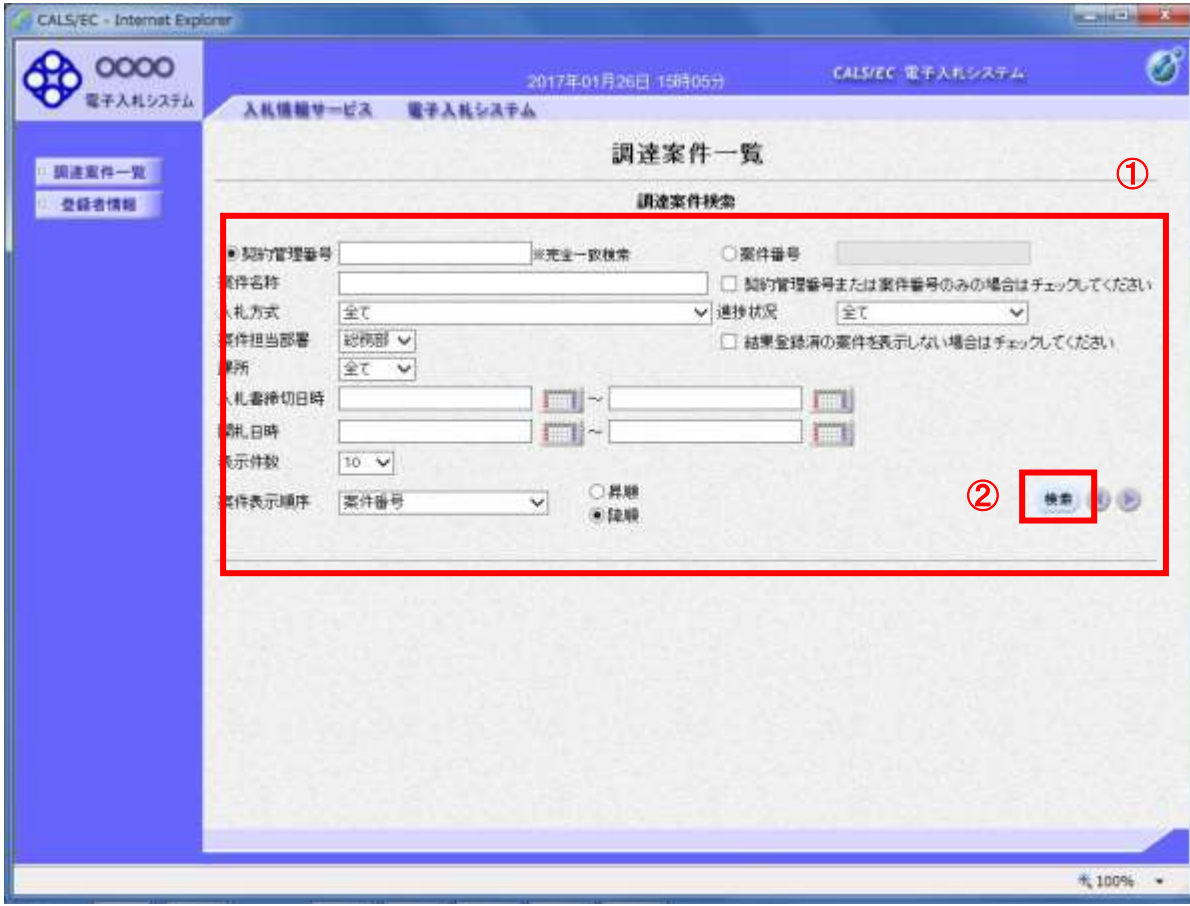 CALS/EC - Internet Explorer
○○○○
電子入札システム
2017年01月26日 15時05分
CALS/EC 電子入札システム
入札情報サービス 電子入札システム
調達案件一覧
登録者情報
調達案件一覧
①
調達案件検索
契約管理番号 ※完全一致検索 案件番号
案件名称 契約管理番号または案件番号のみの場合はチェックしてください
入札方式 全て 進捗状況 全て
案件担当部署 総務部 結果登録済の案件を表示しない場合はチェックしてください
課所 全て
入札書締切日時 ～
開札日時 ～
表示件数 10
案件表示順序 案件番号 昇順
降順
② 検索
100%